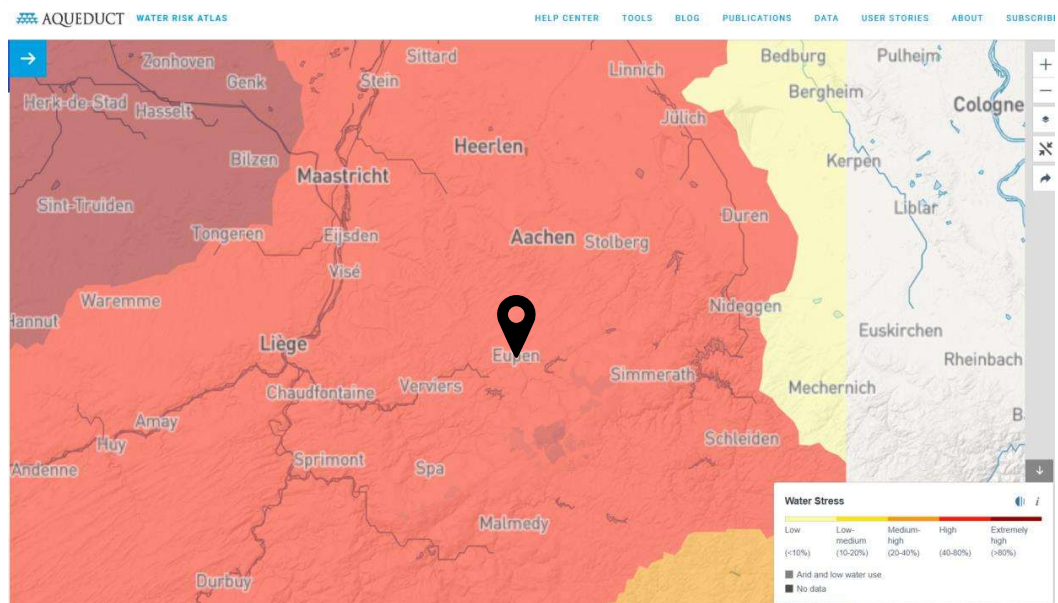 AQUEDUCT WATER RISK ATLAS
HELP CENTER TOOLS BLOG PUBLICATIONS DATA USER STORIES ABOUT SUBSCRIBE
Zonhoven
Sittard
Bedburg
Pulheim
Genk
Stein
Linnich
Bergheim
Herk-de-Stad
Hasselt
Cologne
Jülich
Heerlen
Bilzen
Kerpen
Maastricht
Sint-Truiden
Liblar
Duren
Tongeren
Eijsden
Aachen
Stolberg
Visé
Waremme
Nideggen
Hannut
Euskirchen
Liège
Eupen
Rheinbach
Simmerath
Verviers
Chaudfontaine
Mechernich
Amay
B
Huy
Schleiden
Andenne
Sprimont
Spa
Malmedy
Durbuy
Water Stress i
Low Low-medium Medium-high High Extremely high
(<10%) (10-20%) (20-40%) (40-80%) (>80%)
And and low water use
No data